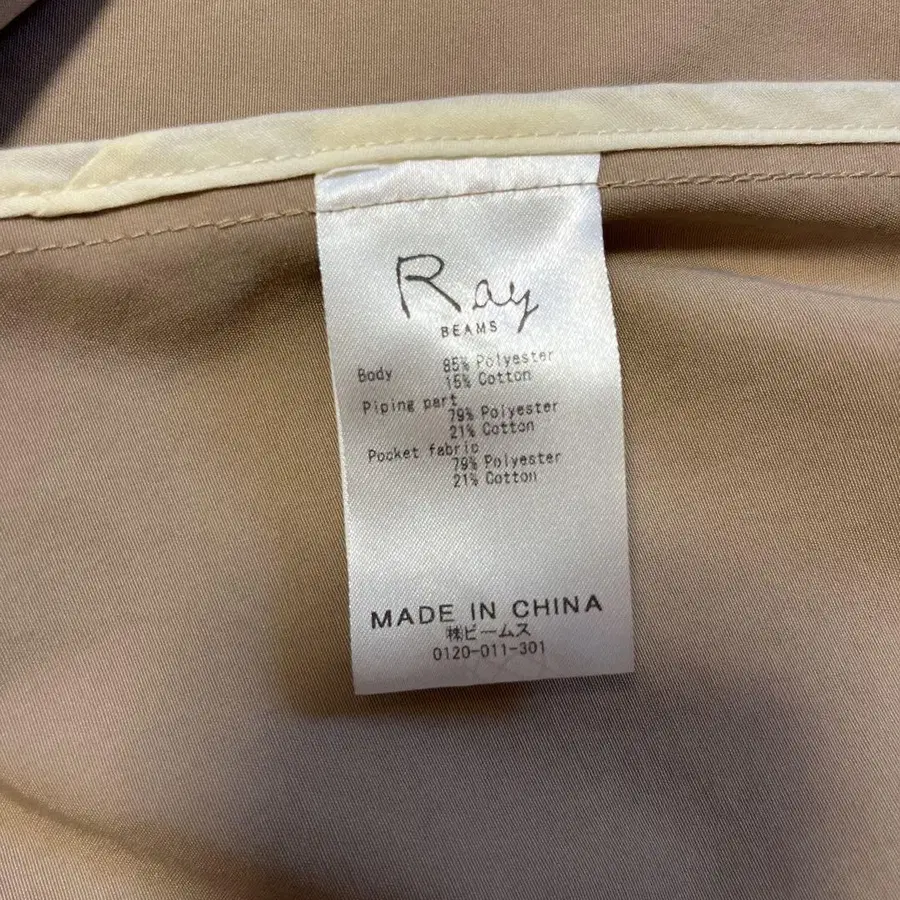 Ray
BEAMS
Body 85% Polyester
15% Cotton
Piping part
79% Polyester
21% Cotton
Pocket fabric
79% Polyester
21% Cotton
MADE IN CHINA
㈱ビームス
0120-011-301